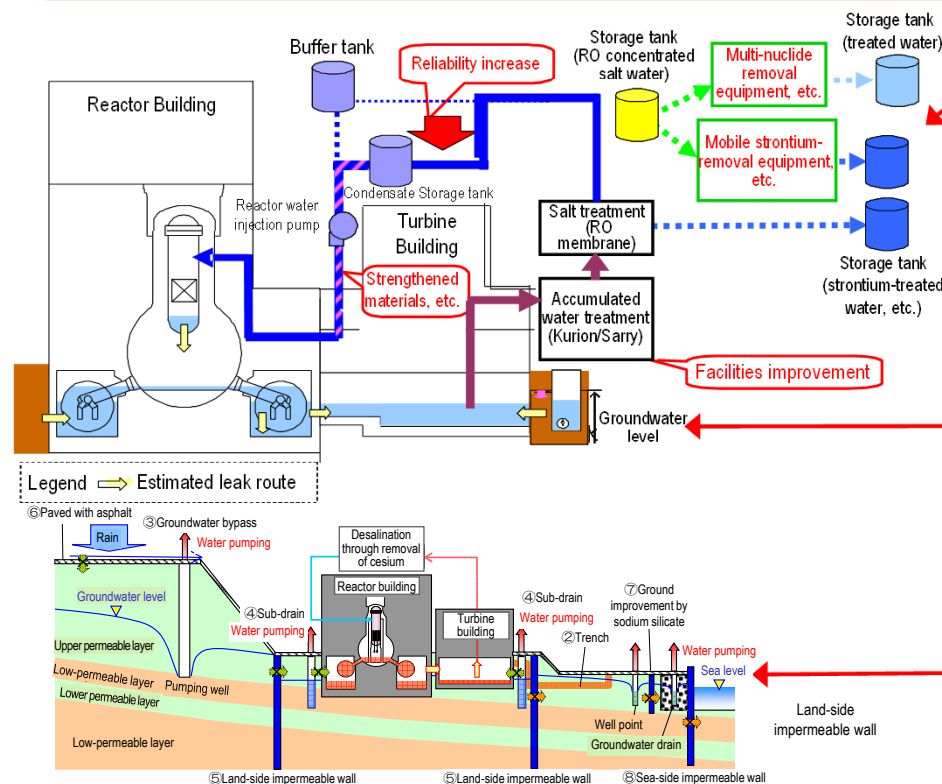 Buffer tank
Reliability increase
Storage tank
(RO concentrated
salt water)
Multi-nuclide
removal
equipment, etc.
Storage tank
(treated water)
Reactor Building
Mobile strontium-
removal equipment,
etc.
Condensate Storage tank
Reactor water
injection pump
Turbine
Building
Salt treatment
(RO
membrane)
Strengthened
materials, etc.
Accumulated
water treatment
(Kurion/Sarry)
Storage tank
(strontium-treated
water, etc.)
Facilities improvement
Groundwater
level
Legend
Estimated leak route
⑥Paved with asphalt
Rain
③Groundwater bypass
Water pumping
Desalination
through removal
of cesium
Reactor building
Groundwater level
④Sub-drain
Water pumping
Turbine
building
④Sub-drain
Water pumping
②Trench
⑦Ground
improvement by
sodium silicate
Water pumping
Sea level
Upper permeable layer
Low-permeable layer
Pumping well
Lower permeable layer
Low-permeable layer
Well point
Groundwater drain
Land-side
impermeable wall
⑤Land-side impermeable wall
⑤Land-side impermeable wall
⑧Sea-side impermeable wall